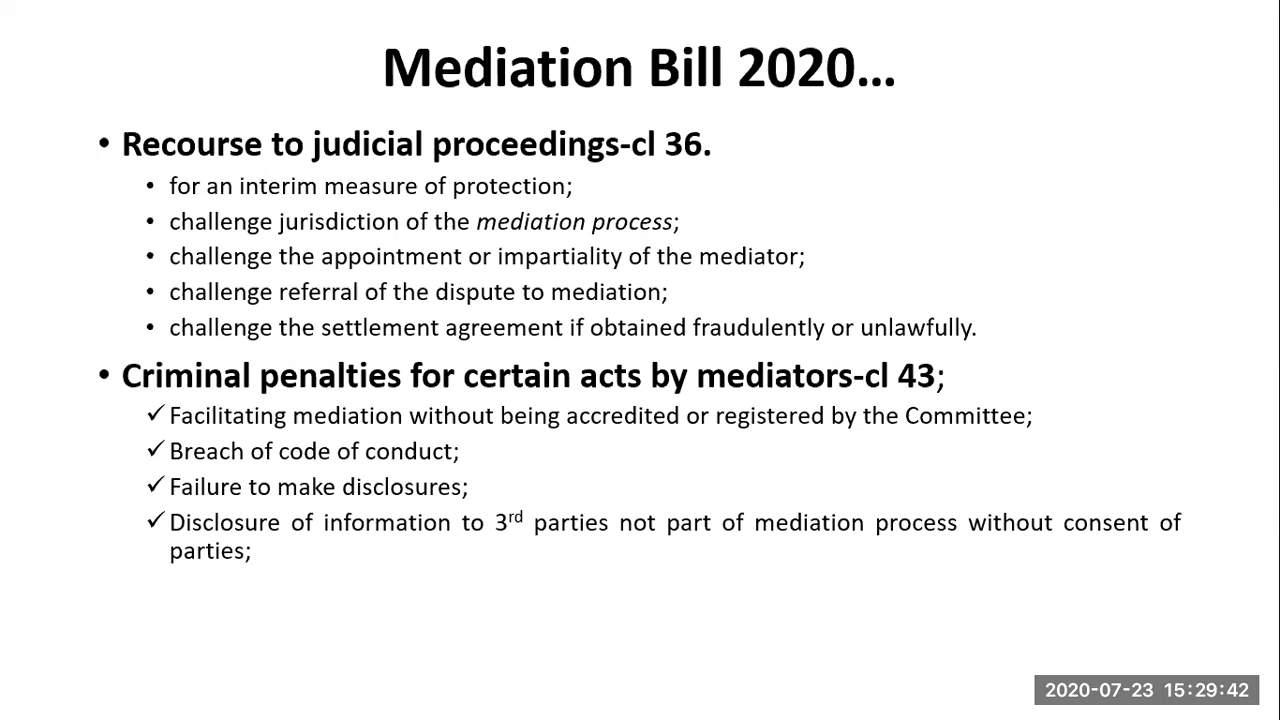 Mediation Bill 2020…
• Recourse to judicial proceedings-cl 36.
• for an interim measure of protection;
• challenge jurisdiction of the mediation process;
• challenge the appointment or impartiality of the mediator;
• challenge referral of the dispute to mediation;
• challenge the settlement agreement if obtained fraudulently or unlawfully.
• Criminal penalties for certain acts by mediators-cl 43;
✓ Facilitating mediation without being accredited or registered by the Committee;
✓ Breach of code of conduct;
✓ Failure to make disclosures;
✓ Disclosure of information to 3rd parties not part of mediation process without consent of
parties;
2020-07-23 15:29:42